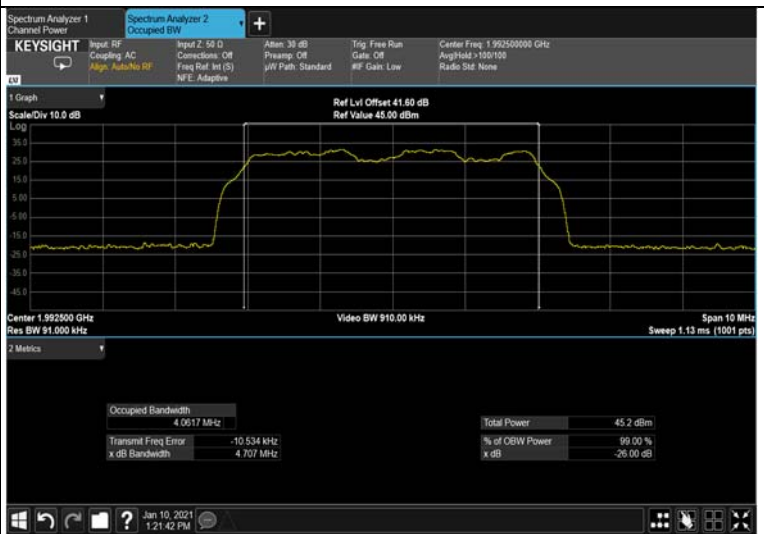 Spectrum Analyzer 1
Channel Power
Spectrum Analyzer 2
Occupied BW
+
KEYSIGHT
Input: RF
Coupling: AC
Align: Auto/No RF
Input Z: 50 Ω
Corrections: Off
Freq Ref: Int (S)
NFE: Adaptive
Atten: 30 dB
Preamp: Off
µW Path: Standard
Trig: Free Run
Gate: Off
#IF Gain: Low
Center Freq: 1.992500000 GHz
Avg|Hold:>100/100
Radio Std: None
LXI
1 Graph
Scale/Div 10.0 dB
Ref Lvl Offset 41.60 dB
Ref Value 45.00 dBm
Log
35.0
25.0
15.0
5.00
-5.00
-15.0
-25.0
-35.0
-45.0
Center 1.992500 GHz
Res BW 91.000 kHz
Video BW 910.00 kHz
Span 10 MHz
Sweep 1.13 ms (1001 pts)
2 Metrics
Occupied Bandwidth
4.0617 MHz
Transmit Freq Error -10.534 kHz
x dB Bandwidth 4.707 MHz
Total Power 45.2 dBm
% of OBW Power 99.00 %
x dB -26.00 dB
?
Jan 10, 2021
1:21:42 PM